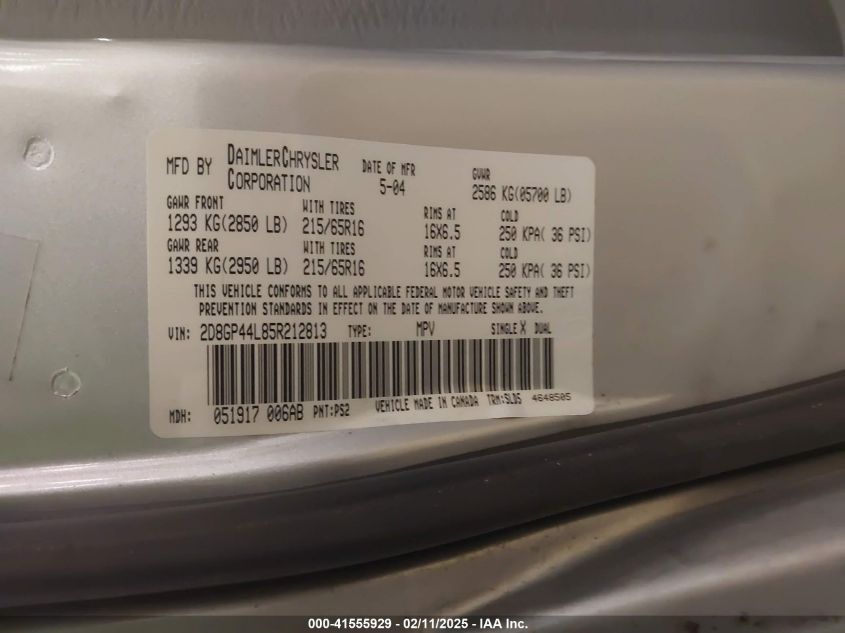 MFD BY DAIMLERCHRYSLER CORPORATION DATE OF MFR 5-04 GVWR 2586 KG(05700 LB)
GAWR FRONT WITH TIRES RIMS AT COLD
1293 KG(2850 LB) 215/65R16 16X6.5 250 KPA( 36 PSI)
GAWR REAR WITH TIRES RIMS AT COLD
1339 KG(2950 LB) 215/65R16 16X6.5 250 KPA( 36 PSI)
THIS VEHICLE CONFORMS TO ALL APPLICABLE FEDERAL MOTOR VEHICLE SAFETY AND THEFT
PREVENTION STANDARDS IN EFFECT ON THE DATE OF MANUFACTURE SHOWN ABOVE.
VIN: 2D8GP44L85R212813 TYPE: MPV SINGLE X DUAL
MDH: 051917 006AB PNT:PS2 VEHICLE MADE IN CANADA TRM:SLDS 4648505
000-41555929 - 02/11/2025 - IAA Inc.